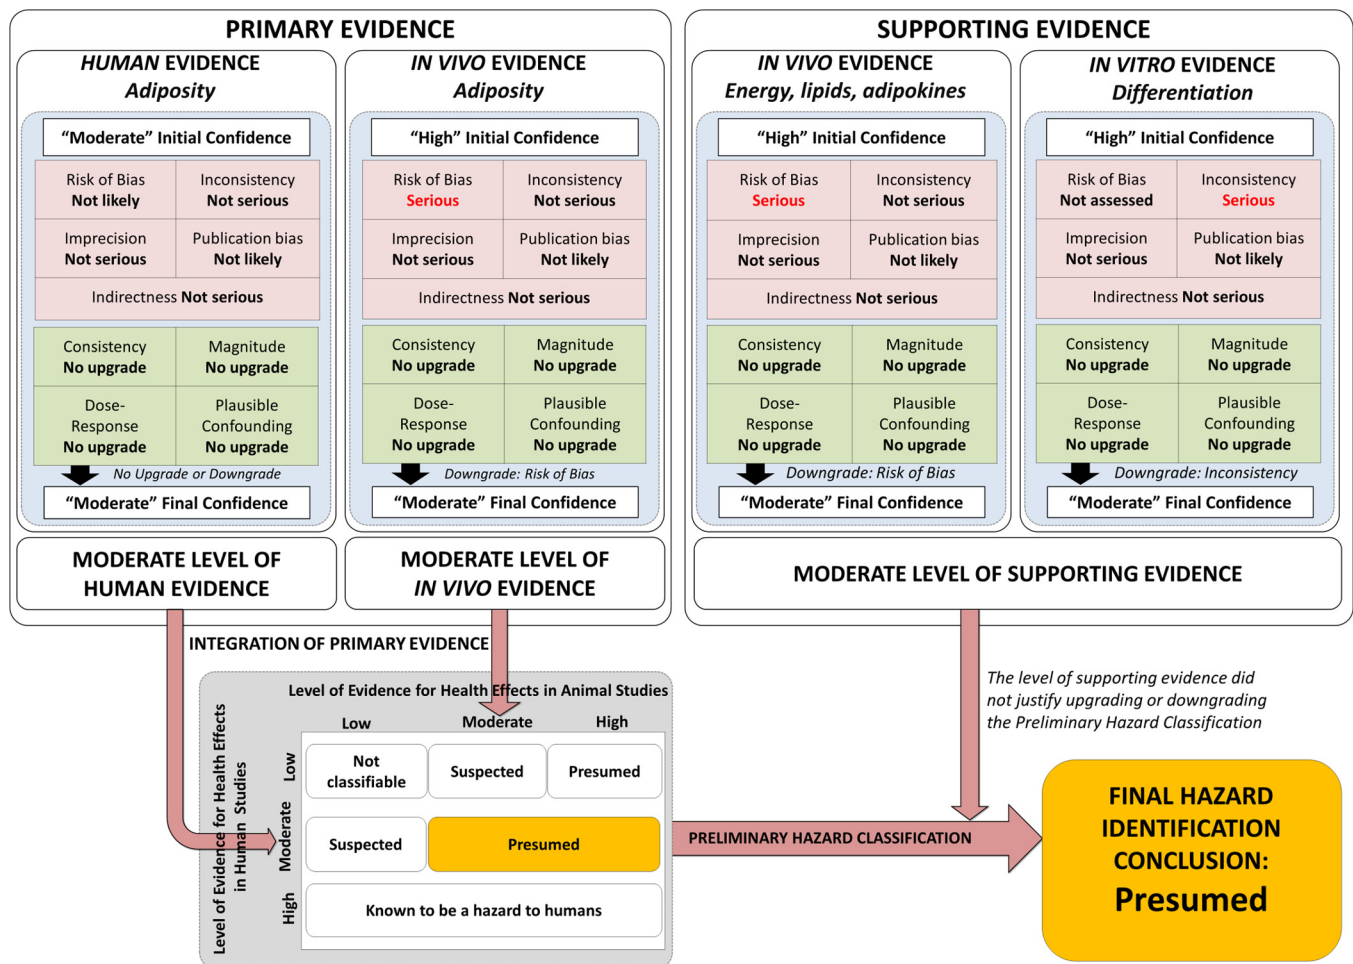 PRIMARY EVIDENCE
HUMAN EVIDENCE
Adiposity
“Moderate” Initial Confidence
Risk of Bias
Not likely
Inconsistency
Not serious
Imprecision
Not serious
Publication bias
Not likely
Indirectness Not serious
Consistency
No upgrade
Magnitude
No upgrade
Dose-
Response
No upgrade
Plausible
Confounding
No upgrade
No Upgrade or Downgrade
“Moderate” Final Confidence
MODERATE LEVEL OF
HUMAN EVIDENCE
IN VIVO EVIDENCE
Adiposity
“High” Initial Confidence
Risk of Bias
Serious
Inconsistency
Not serious
Imprecision
Not serious
Publication bias
Not likely
Indirectness Not serious
Consistency
No upgrade
Magnitude
No upgrade
Dose-
Response
No upgrade
Plausible
Confounding
No upgrade
Downgrade: Risk of Bias
“Moderate” Final Confidence
MODERATE LEVEL OF
IN VIVO EVIDENCE
SUPPORTING EVIDENCE
IN VIVO EVIDENCE
Energy, lipids, adipokines
“High” Initial Confidence
Risk of Bias
Serious
Inconsistency
Not serious
Imprecision
Not serious
Publication bias
Not likely
Indirectness Not serious
Consistency
No upgrade
Magnitude
No upgrade
Dose-
Response
No upgrade
Plausible
Confounding
No upgrade
Downgrade: Risk of Bias
“Moderate” Final Confidence
IN VITRO EVIDENCE
Differentiation
“High” Initial Confidence
Risk of Bias
Not assessed
Inconsistency
Serious
Imprecision
Not serious
Publication bias
Not likely
Indirectness Not serious
Consistency
No upgrade
Magnitude
No upgrade
Dose-
Response
No upgrade
Plausible
Confounding
No upgrade
Downgrade: Inconsistency
“Moderate” Final Confidence
MODERATE LEVEL OF SUPPORTING EVIDENCE
INTEGRATION OF PRIMARY EVIDENCE
Level of Evidence for Health Effects in Animal Studies
Low
Moderate
High
Level of Evidence for Health Effects
in Human Studies
Low
Not
classifiable
Suspected
Presumed
Moderate
Suspected
Presumed
High
Known to be a hazard to humans
PRELIMINARY HAZARD CLASSIFICATION
The level of supporting evidence did
not justify upgrading or downgrading
the Preliminary Hazard Classification
FINAL HAZARD
IDENTIFICATION
CONCLUSION:
Presumed